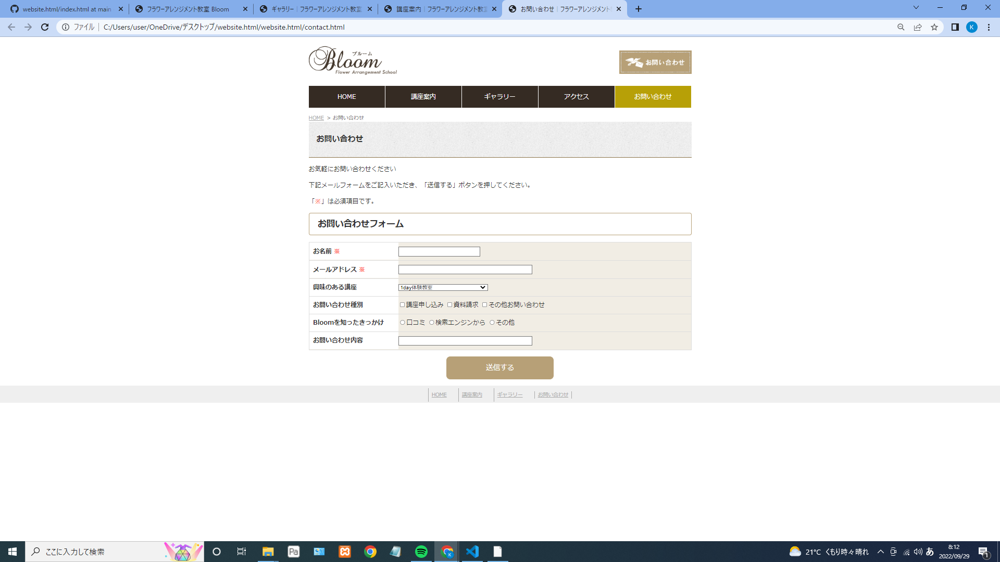 website.html/index.html at main
フラワーアレンジメント教室 Bloom
ギャラリー｜フラワーアレンジメント教室
講座案内｜フラワーアレンジメント教室
お問い合わせ｜フラワーアレンジメント
ファイル
C:/Users/user/OneDrive/デスクトップ/website.html/website.html/contact.html
K
ブルーム
Bloom
Flower Arrangement School
お問い合わせ
HOME 講座案内 ギャラリー アクセス お問い合わせ
HOME > お問い合わせ
お問い合わせ
お気軽にお問い合わせください
下記メールフォームをご記入いただき、「送信する」ボタンを押してください。
「※」は必須項目です。
お問い合わせフォーム
お名前 ※
メールアドレス ※
興味のある講座 1day体験教室
お問い合わせ種別 講座申し込み 資料請求 その他お問い合わせ
Bloomを知ったきっかけ 口コミ 検索エンジンから その他
お問い合わせ内容
送信する
HOME 講座案内 ギャラリー お問い合わせ
ここに入力して検索
Pa
K
21°C くもり時々晴れ
あ
8:12
2022/09/29
1